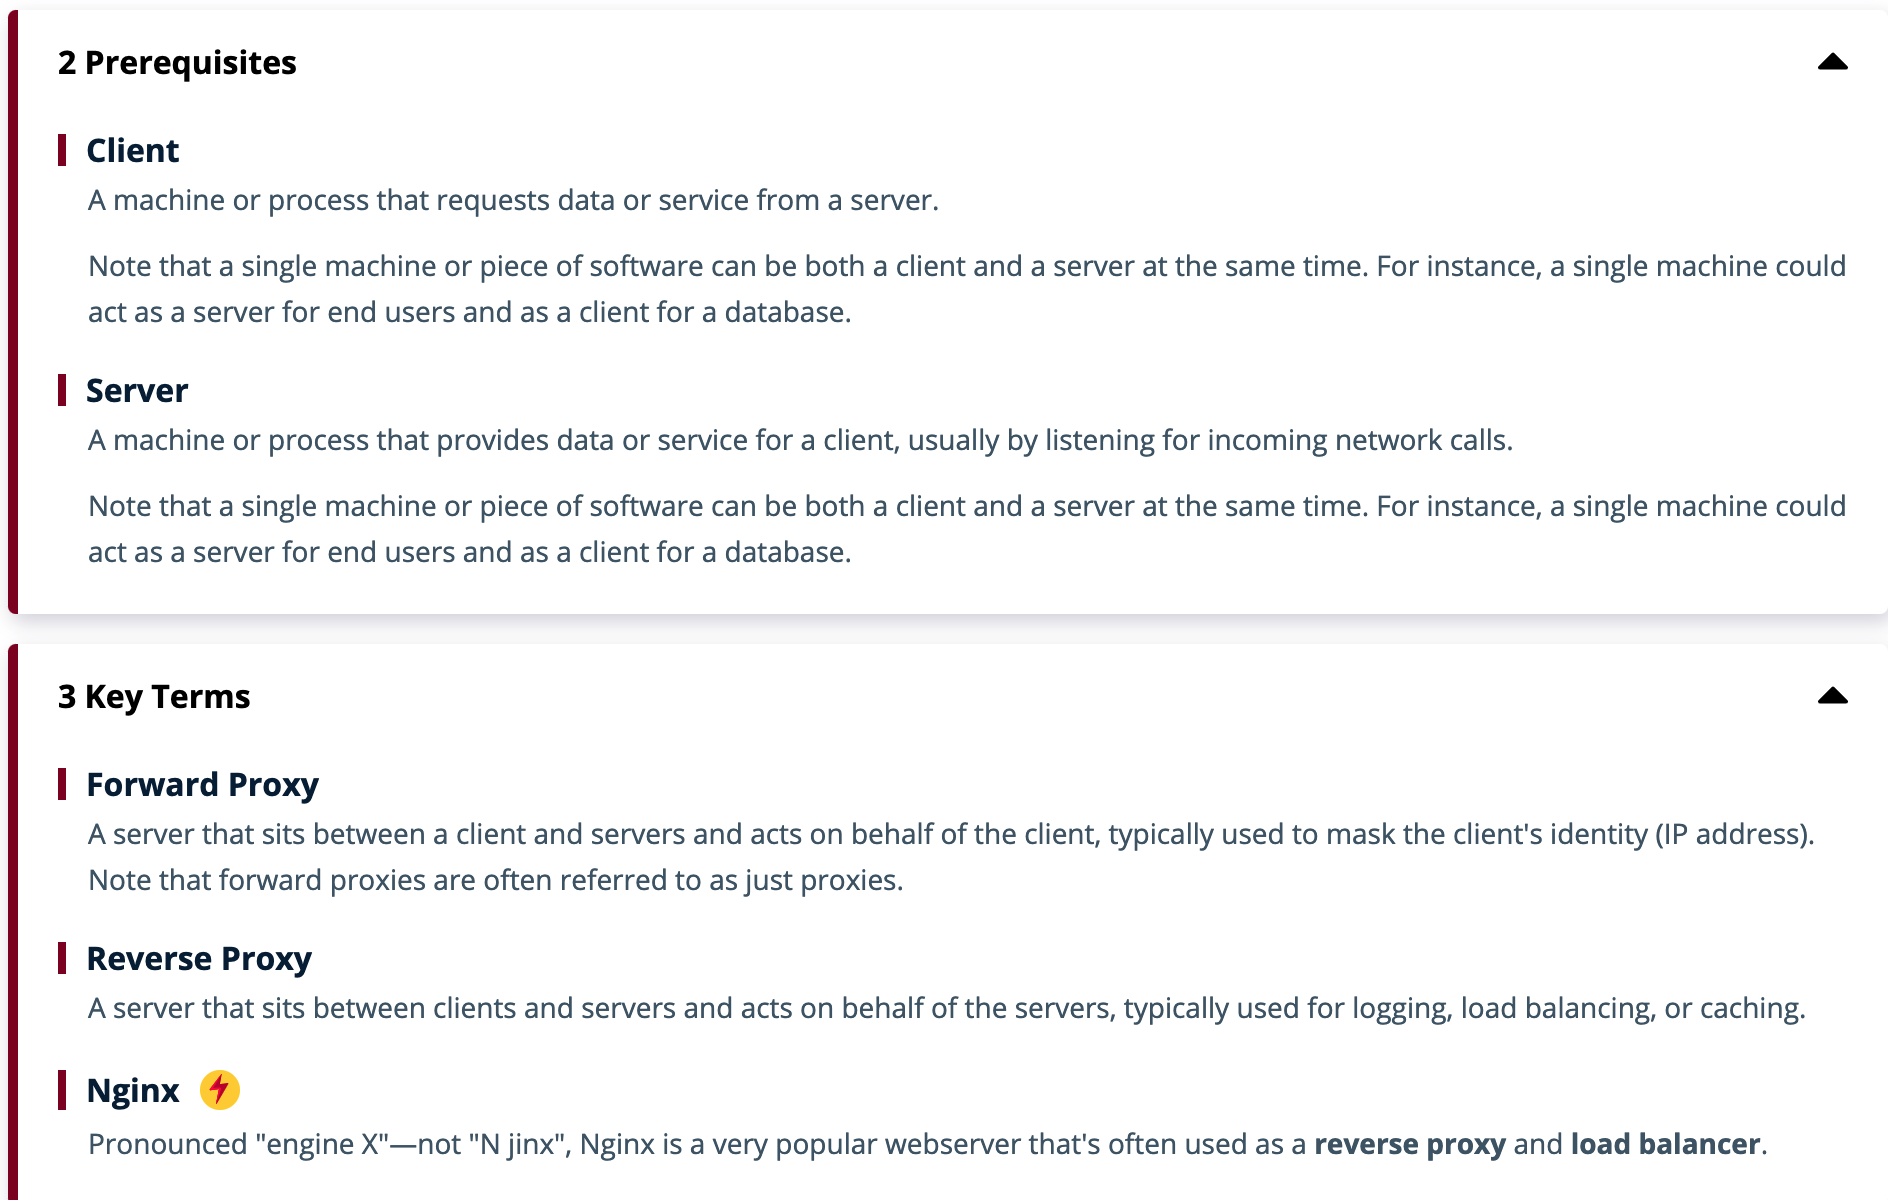 2 Prerequisites
Client
A machine or process that requests data or service from a server.
Note that a single machine or piece of software can be both a client and a server at the same time. For instance, a single machine could
act as a server for end users and as a client for a database.
Server
A machine or process that provides data or service for a client, usually by listening for incoming network calls.
Note that a single machine or piece of software can be both a client and a server at the same time. For instance, a single machine could
act as a server for end users and as a client for a database.
3 Key Terms
Forward Proxy
A server that sits between a client and servers and acts on behalf of the client, typically used to mask the client's identity (IP address).
Note that forward proxies are often referred to as just proxies.
Reverse Proxy
A server that sits between clients and servers and acts on behalf of the servers, typically used for logging, load balancing, or caching.
Nginx
Pronounced "engine X"—not "N jinx", Nginx is a very popular webserver that's often used as a reverse proxy and load balancer.